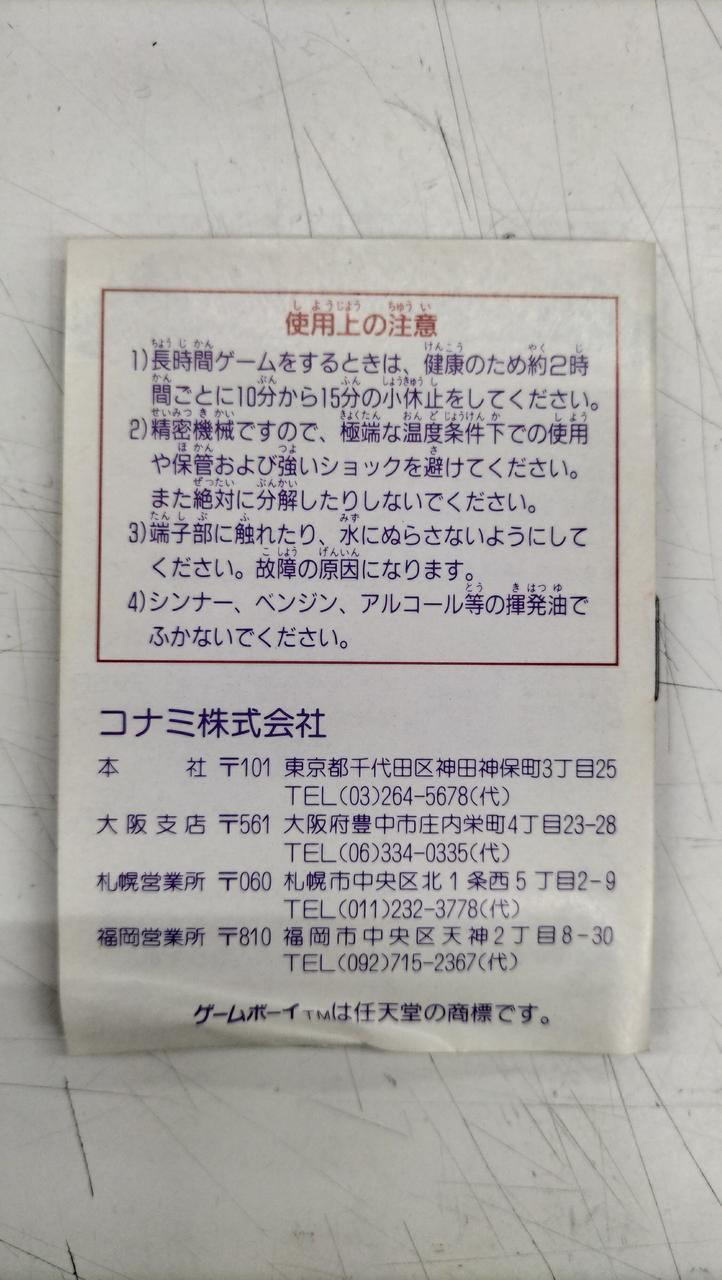 使用上の注意
1)長時間ゲームをするときは、健康のため約2時
間ごとに10分から15分の小休止をしてください。
2)精密機械ですので、極端な温度条件下での使用
や保管および強いショックを避けてください。
また絶対に分解したりしないでください。
3)端子部に触れたり、水にぬらさないようにして
ください。故障の原因になります。
4)シンナー、ベンジン、アルコール等の揮発油で
ふかないでください。
コナミ株式会社
本社 〒101 東京都千代田区神田神保町3丁目25
TEL(03)264-5678(代)
大阪支店 〒561 大阪府豊中市庄内栄町4丁目23-28
TEL(06)334-0335(代)
札幌営業所 〒060 札幌市中央区北1条西5丁目2-9
TEL(011)232-3778(代)
福岡営業所 〒810 福岡市中央区天神2丁目8-30
TEL(092)715-2367(代)
ゲームボーイTMは任天堂の商標です。